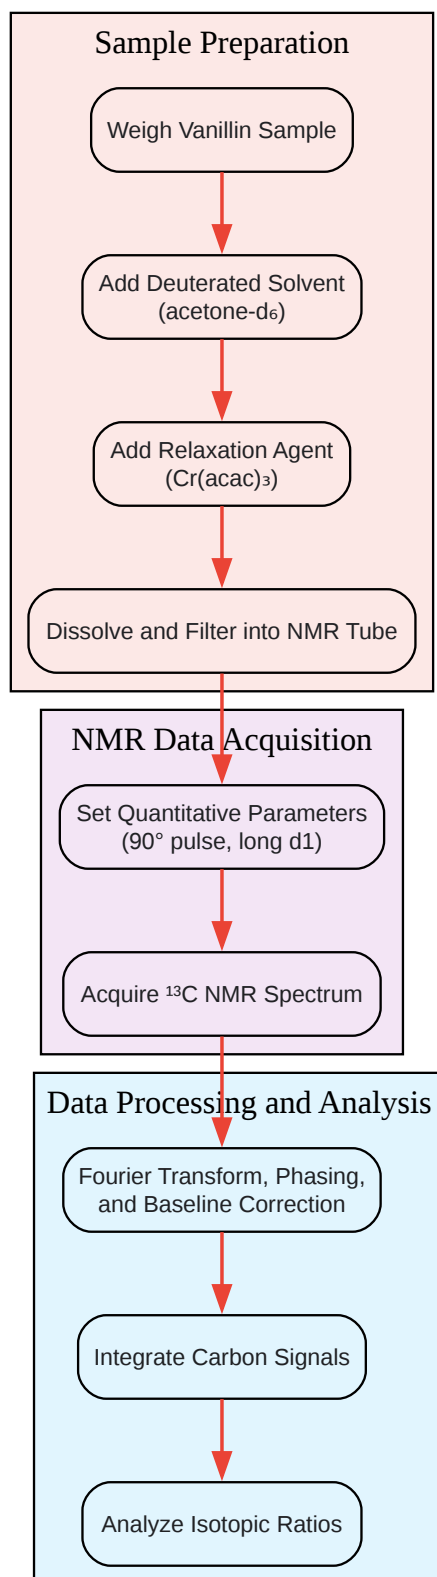 Sample Preparation
Weigh Vanillin Sample
Add Deuterated Solvent
(acetone-d₆)
Add Relaxation Agent
(Cr(acac)₃)
Dissolve and Filter into NMR Tube
NMR Data Acquisition
Set Quantitative Parameters
(90° pulse, long d1)
Acquire ¹³C NMR Spectrum
Data Processing and Analysis
Fourier Transform, Phasing,
and Baseline Correction
Integrate Carbon Signals
Analyze Isotopic Ratios